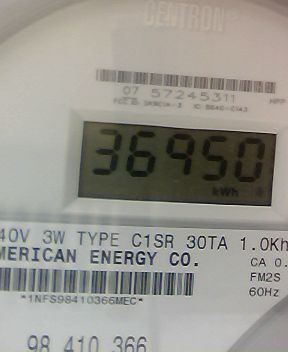 CENTRON®
07 57245311
36950
kWh
40V 3W TYPE C1SR 30TA 1.0Kh
MERICAN ENERGY CO.
CA 0.
FM2S
60Hz
*1NFS98410366MEC*
98 410 366